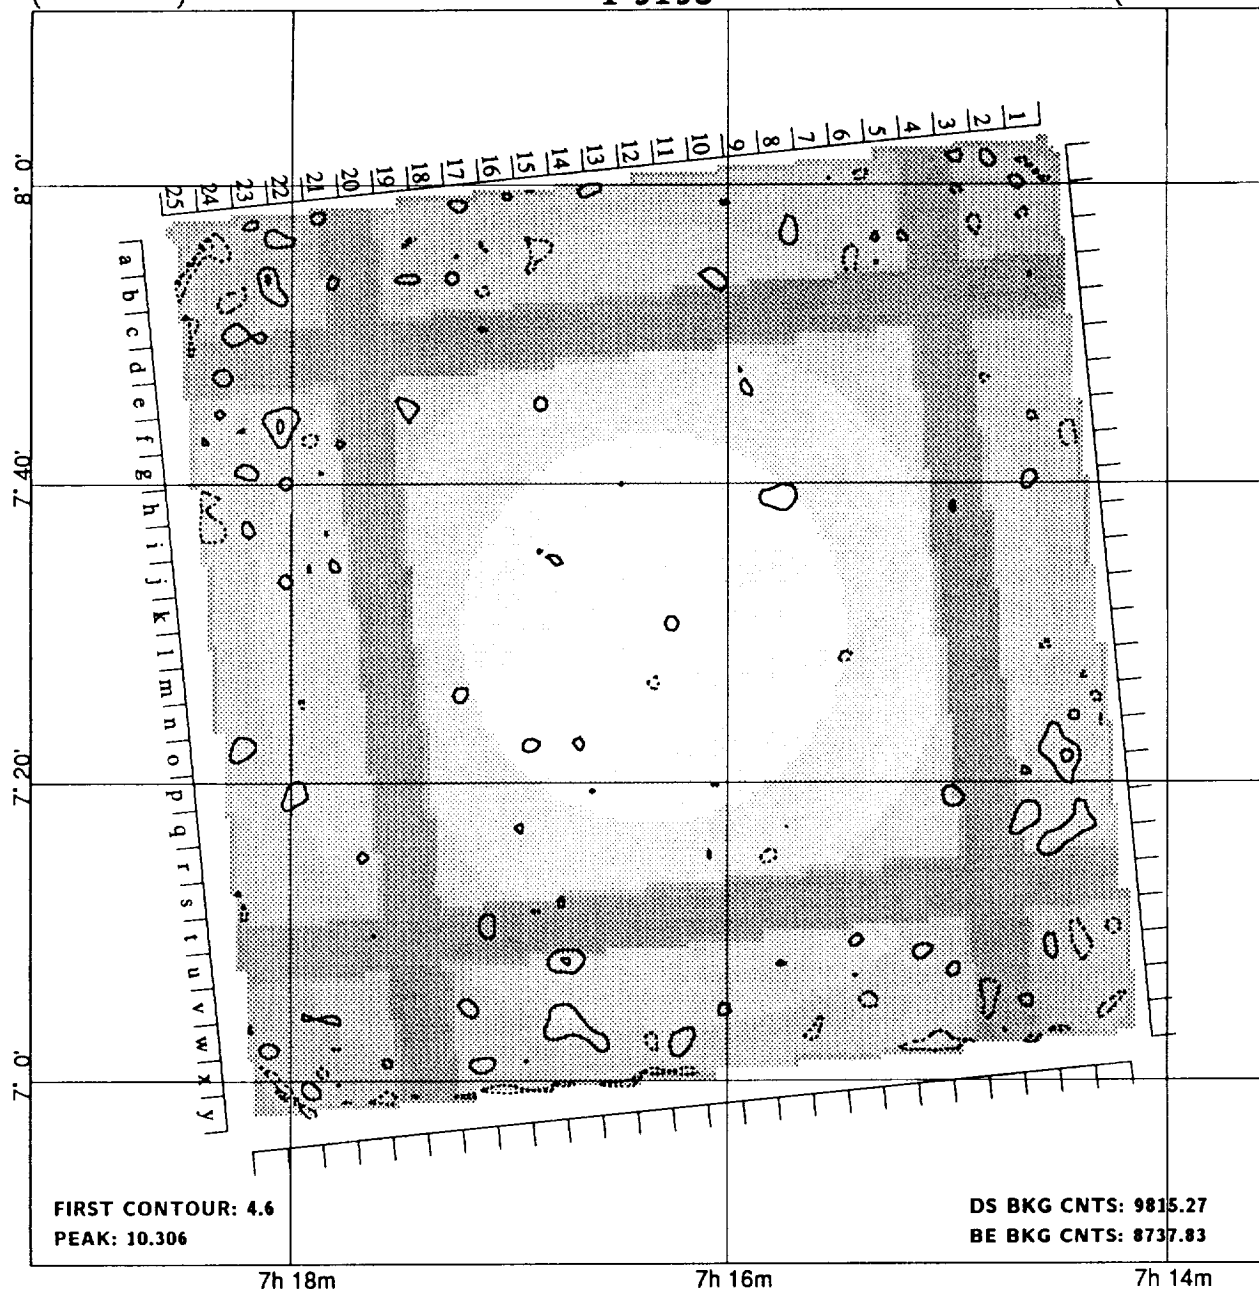 1 2 3 4 5 6 7 8 9 10 11 12 13 14 15 16 17 18 19 20 21 22 23 24 25
8° 0'
a b c d e f g h i j k l m n o p q r s t u v w x y
7° 40'
7° 20'
7° 0'
FIRST CONTOUR: 4.6
PEAK: 10.306
DS BKG CNTS: 9815.27
BE BKG CNTS: 8737.83
7h 18m
7h 16m
7h 14m